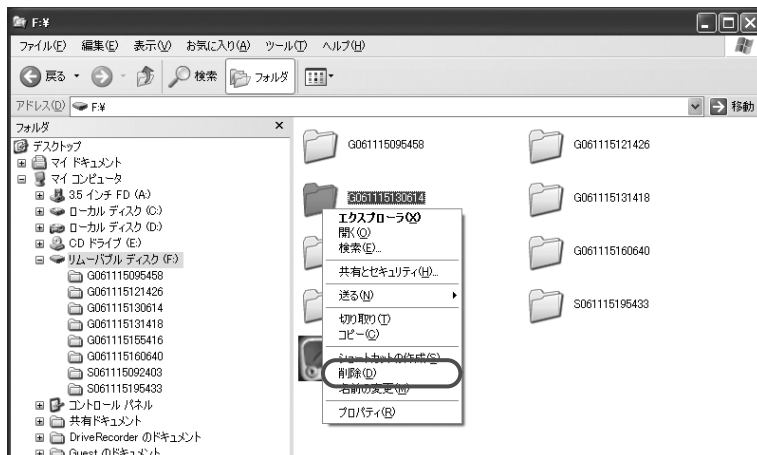 F:¥
ファイル(F) 編集(E) 表示(V) お気に入り(A) ツール(T) ヘルプ(H)
戻る 検索 フォルダ
アドレス(D) F:¥ 移動
フォルダ ×
デスクトップ
マイ ドキュメント
マイ コンピュータ
3.5 インチ FD (A:)
ローカル ディスク (C:)
ローカル ディスク (D:)
CD ドライブ (E:)
リムーバブル ディスク (F:)
G061115095458
G061115121426
G061115130614
G061115131418
G061115155416
G061115160640
S061115092403
S061115195433
コントロール パネル
共有ドキュメント
DriveRecorder のドキュメント
Guest のドキュメント
G061115095458
G061115121426
G061115130614
G061115131418
G061115160640
S061115195433
エクスプローラ(X)
開く(O)
検索(E)...
共有とセキュリティ(H)...
送る(N)
切り取り(T)
コピー(C)
ショートカットの作成(S)
削除(D)
名前の変更(M)
プロパティ(R)